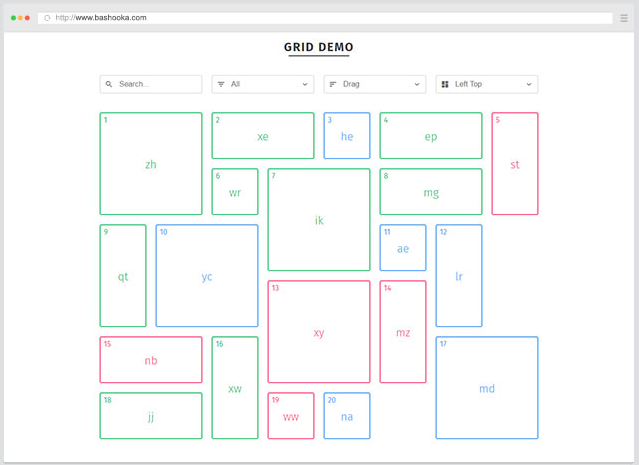 http://www.bashooka.com
GRID DEMO
Search...
All
Drag
Left Top
1
zh
2
xe
3
he
4
ep
5
st
6
wr
7
ik
8
mg
9
qt
10
yc
11
ae
12
lr
13
xy
14
mz
15
nb
16
xw
17
md
18
jj
19
ww
20
na